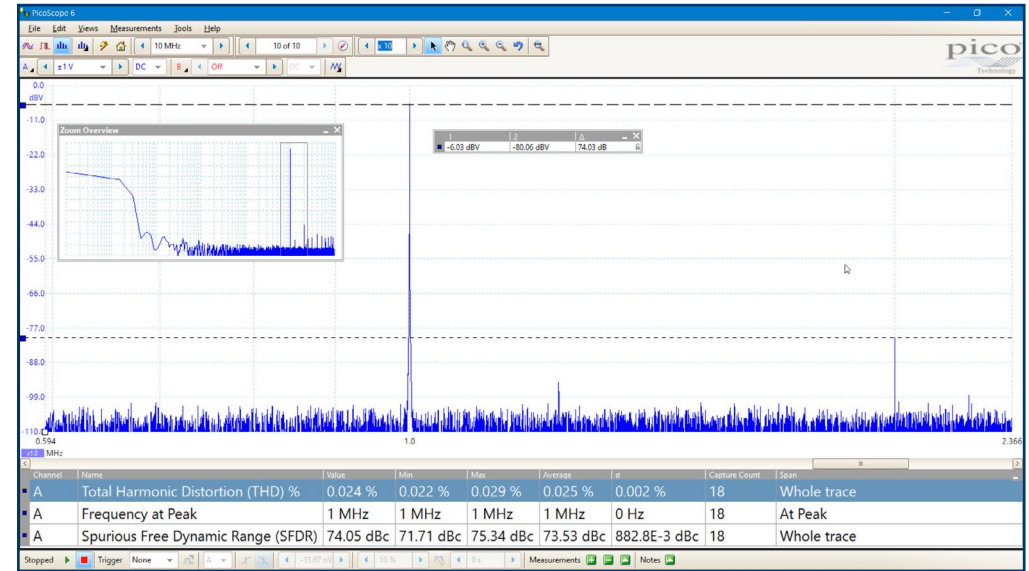 PicoScope 6
File Edit Views Measurements Tools Help
10 MHz 10 of 10 x 10
A ±1 V DC B Off DC
pico
Technology
0.0
dBV
-11.0
-22.0
-33.0
-44.0
-55.0
-66.0
-77.0
-88.0
-99.0
-110.0
Zoom Overview
1 2 Δ
-6.03 dBV -80.06 dBV 74.03 dB
0.594 1.0 2.366
x1.0 MHz
Channel Name Value Min Max Average σ Capture Count Span
A Total Harmonic Distortion (THD) % 0.024 % 0.022 % 0.029 % 0.025 % 0.002 % 18 Whole trace
A Frequency at Peak 1 MHz 1 MHz 1 MHz 1 MHz 0 Hz 18 At Peak
A Spurious Free Dynamic Range (SFDR) 74.05 dBc 71.71 dBc 75.34 dBc 73.53 dBc 882.8E-3 dBc 18 Whole trace
Stopped Trigger None A -31.07 mV 10 % 0 s Measurements Notes